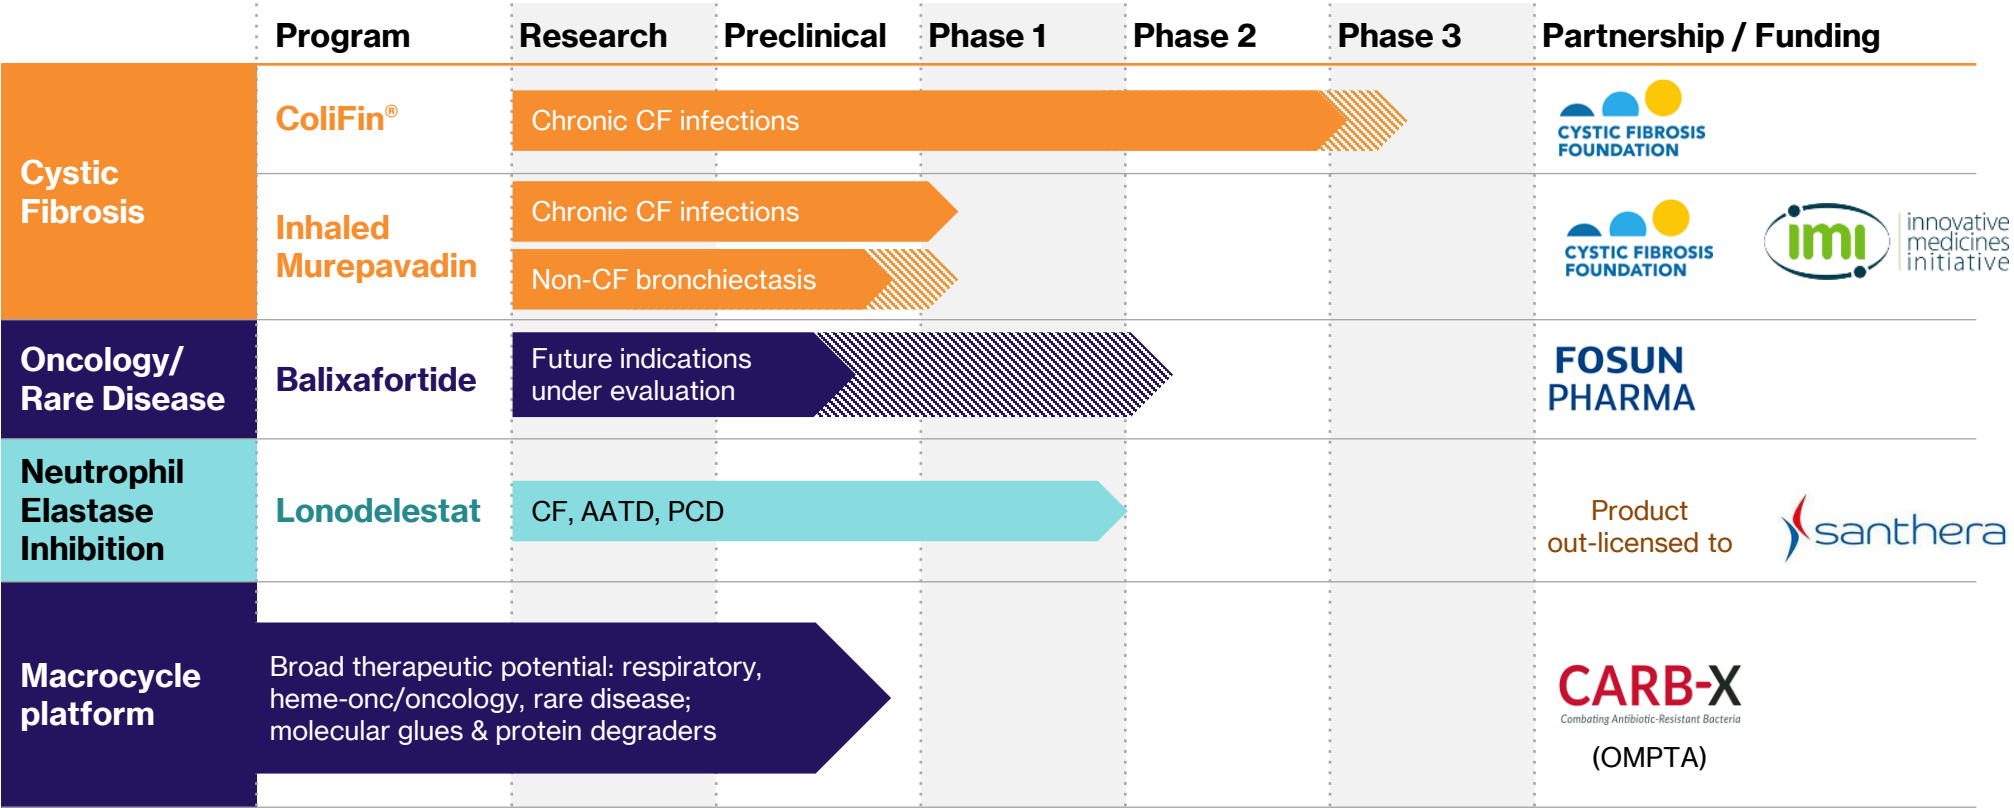 Program Research Preclinical Phase 1 Phase 2 Phase 3 Partnership / Funding
Cystic
Fibrosis
ColiFin®
Chronic CF infections
CYSTIC FIBROSIS
FOUNDATION
Inhaled
Murepavadin
Chronic CF infections
Non-CF bronchiectasis
CYSTIC FIBROSIS
FOUNDATION
imi
innovative
medicines
initiative
Oncology/
Rare Disease
Balixafortide
Future indications
under evaluation
FOSUN
PHARMA
Neutrophil
Elastase
Inhibition
Lonodelestat
CF, AATD, PCD
Product
out-licensed to
santhera
Macrocycle
platform
Broad therapeutic potential: respiratory,
heme-onc/oncology, rare disease;
molecular glues & protein degraders
CARB-X
Combating Antibiotic-Resistant Bacteria
(OMPTA)